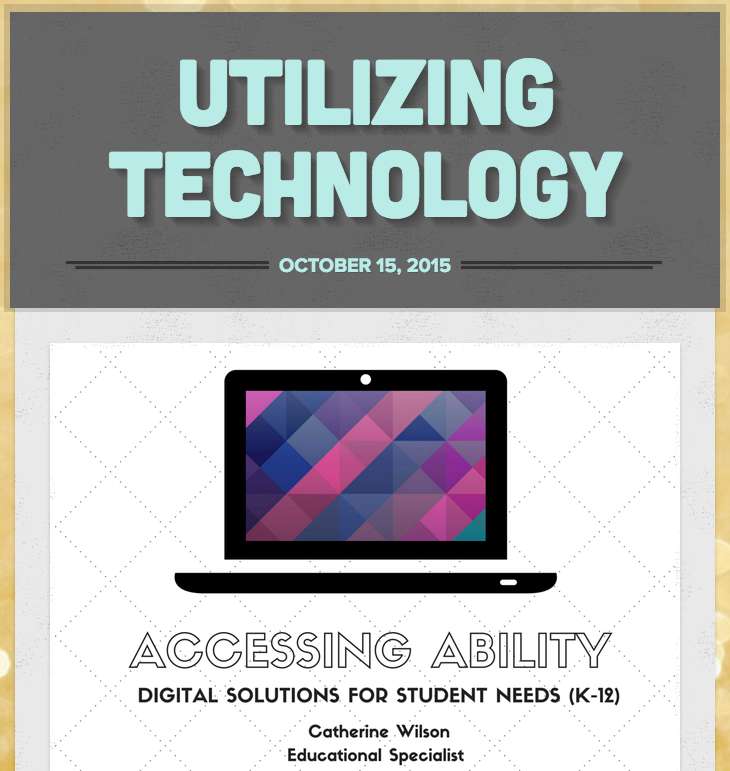 UTILIZING
TECHNOLOGY
OCTOBER 15, 2015
ACCESSING ABILITY
DIGITAL SOLUTIONS FOR STUDENT NEEDS (K-12)
Catherine Wilson
Educational Specialist